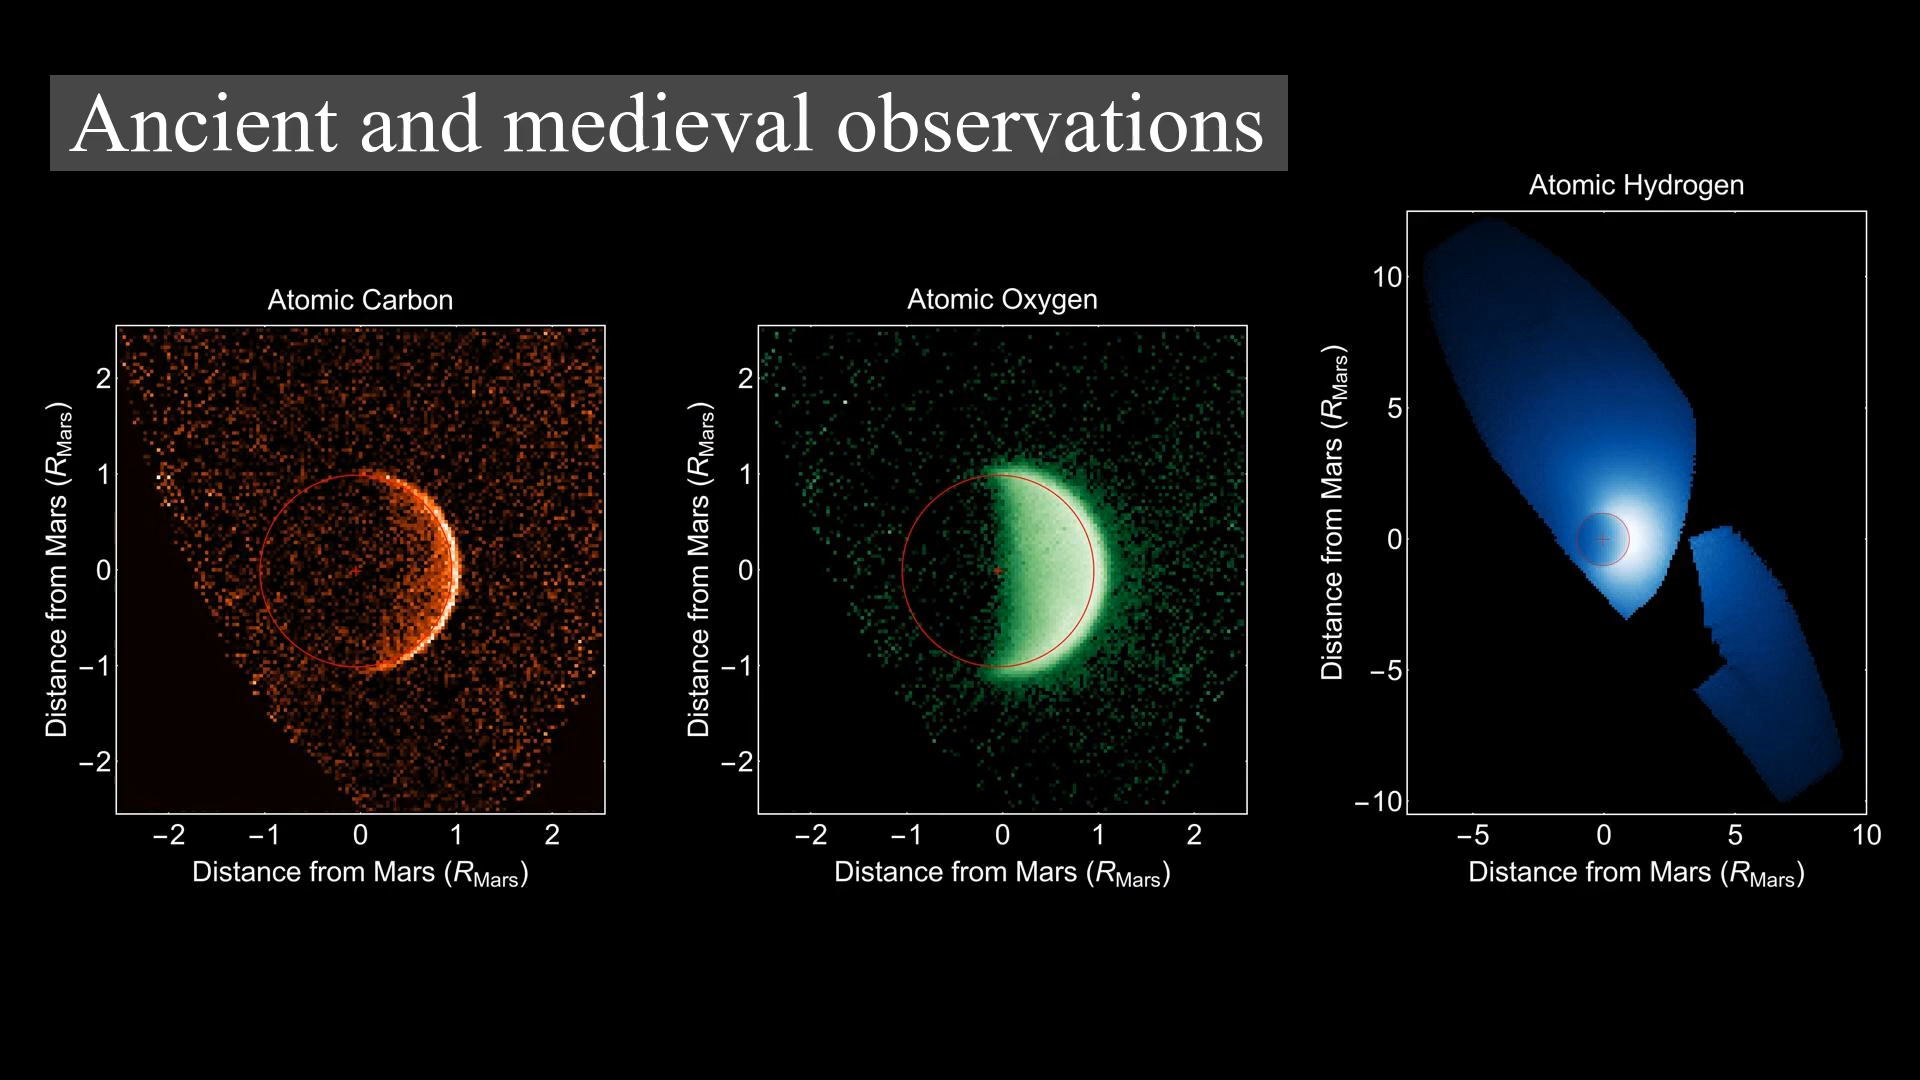 Ancient and medieval observations
Atomic Carbon
2
1
0
−1
−2
−2 −1 0 1 2
Distance from Mars (RMars)
Distance from Mars (RMars)
Atomic Oxygen
2
1
0
−1
−2
−2 −1 0 1 2
Distance from Mars (RMars)
Distance from Mars (RMars)
Atomic Hydrogen
10
5
0
−5
−10
−5 0 5 10
Distance from Mars (RMars)
Distance from Mars (RMars)